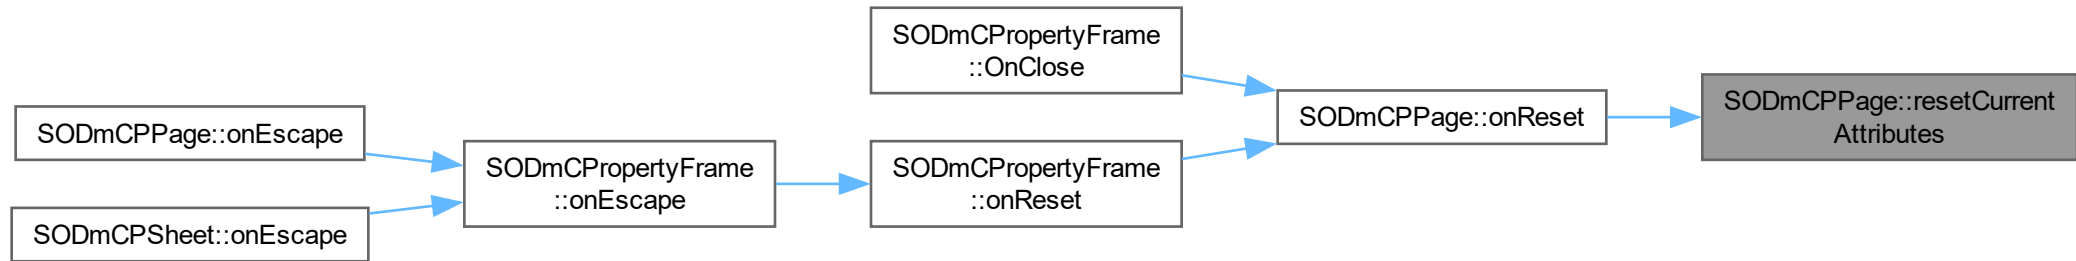 SODmCPPage::onEscape
SODmCPSheet::onEscape
SODmCPropertyFrame
::onEscape
SODmCPropertyFrame
::OnClose
SODmCPropertyFrame
::onReset
SODmCPPage::onReset
SODmCPPage::resetCurrent
Attributes